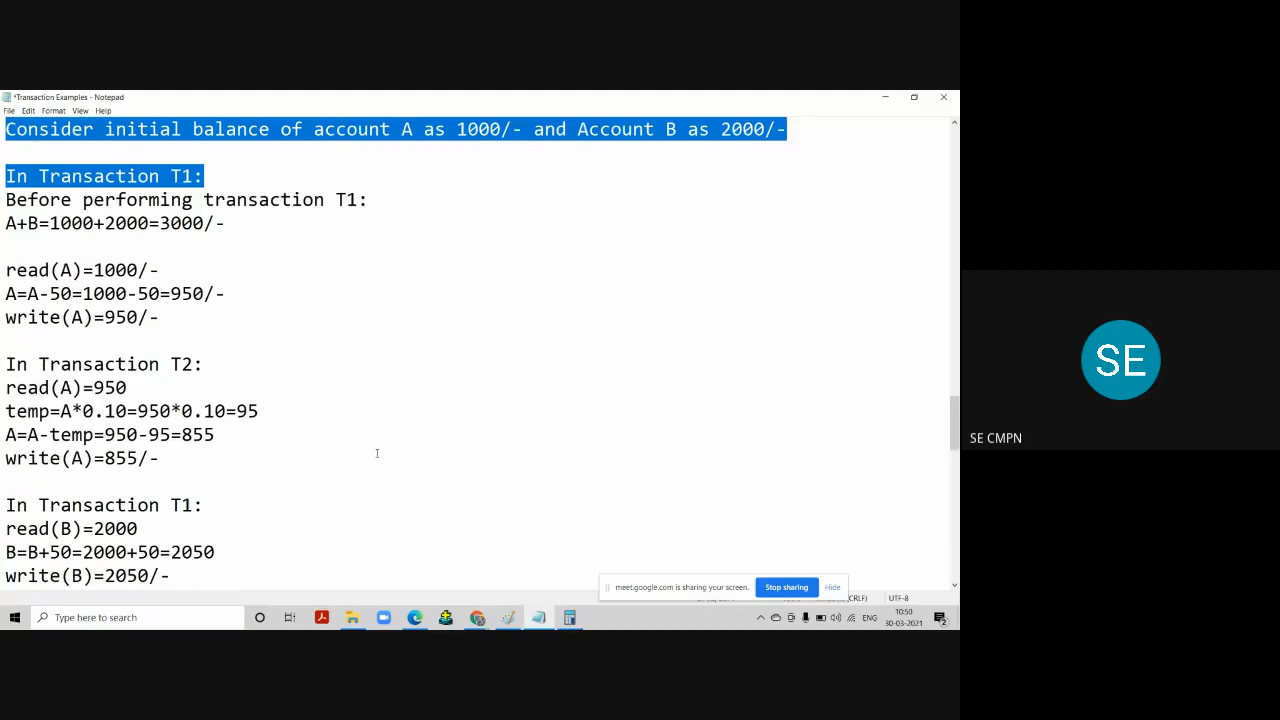 *Transaction Examples - Notepad
File Edit Format View Help
Consider initial balance of account A as 1000/- and Account B as 2000/-
In Transaction T1:
Before performing transaction T1:
A+B=1000+2000=3000/-
read(A)=1000/-
A=A-50=1000-50=950/-
write(A)=950/-
In Transaction T2:
read(A)=950
temp=A*0.10=950*0.10=95
A=A-temp=950-95=855
write(A)=855/-
In Transaction T1:
read(B)=2000
B=B+50=2000+50=2050
write(B)=2050/-
meet.google.com is sharing your screen. Stop sharing Hide
(CRLF) UTF-8
Type here to search
ENG
10:50
30-03-2021
2
SE
SE CMPN